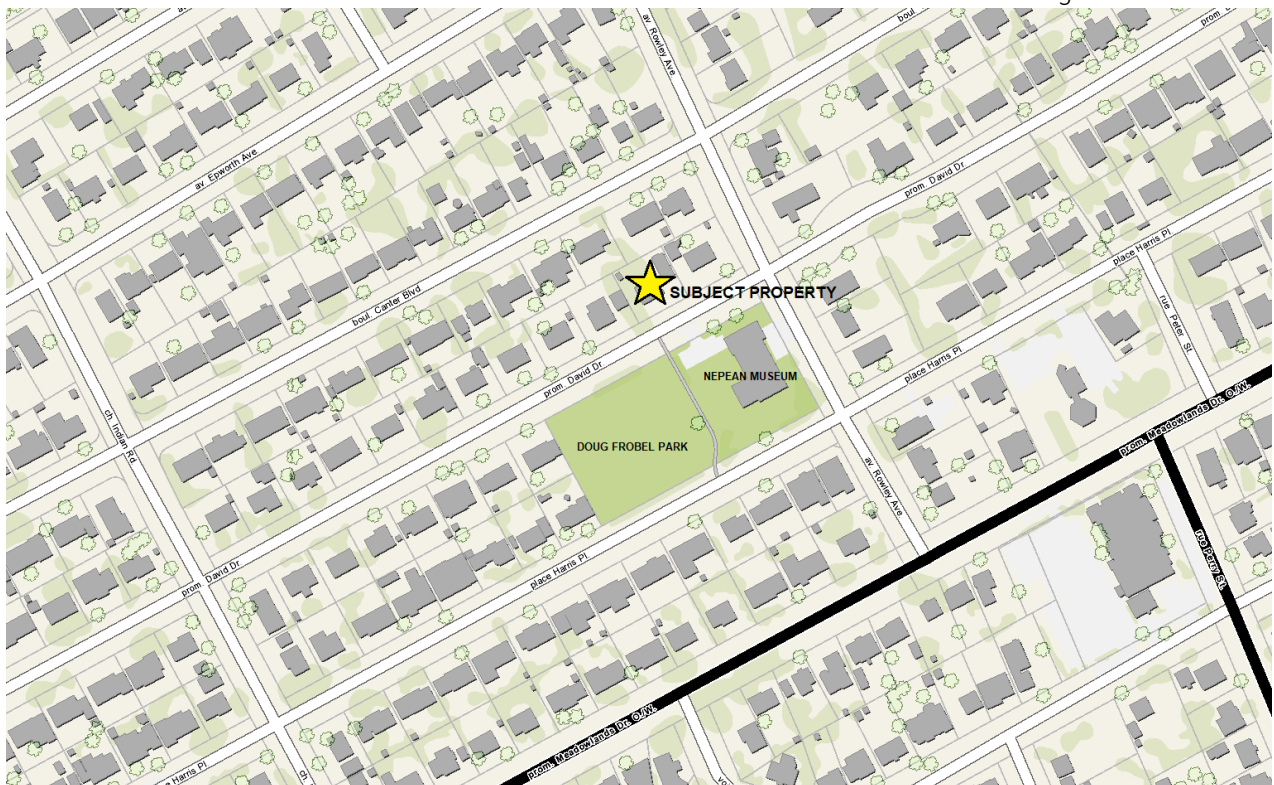 av. Rowley Ave
boul.
av. Epworth Ave
prom. David Dr
place Harris Pl
boul. Canter Blvd
SUBJECT PROPERTY
rue Peter St
prom. David Dr
NEPEAN MUSEUM
place Harris Pl
prom. Meadowlands Dr. O./W.
ch. Indian Rd
DOUG FROBEL PARK
av. Rowley Ave
prom. David Dr
place Harris Pl
prom. Meadowlands Dr. O./W.
Harris Pl